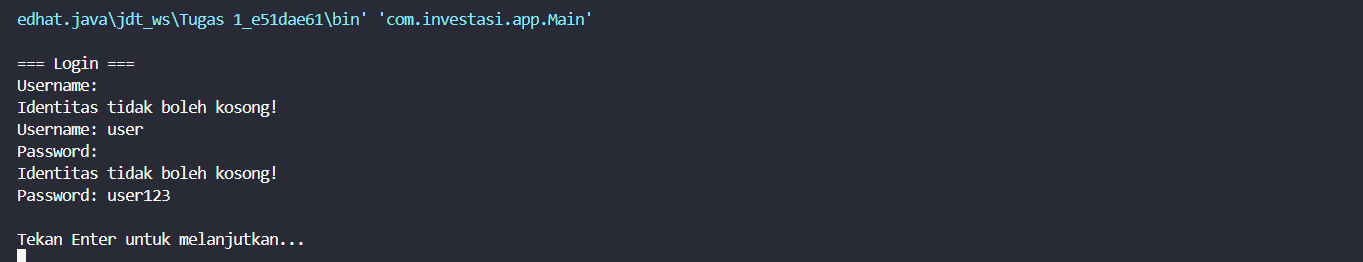 edhat.java\jdt_ws\Tugas 1_e51dae61\bin' 'com.investasi.app.Main'
=== Login ===
Username:
Identitas tidak boleh kosong!
Username: user
Password:
Identitas tidak boleh kosong!
Password: user123
Tekan Enter untuk melanjutkan...